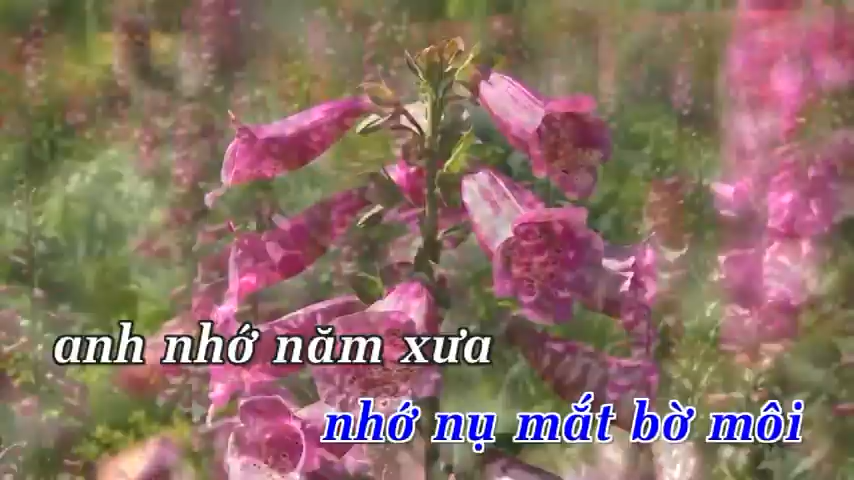 anh nhớ năm xưa
nhớ nụ mắt bờ môi